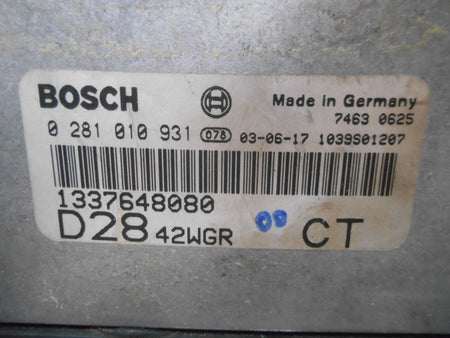 BOSCH Made in Germany
7463 0625
0 281 010 931 078 03-06-17 1039S01207
1337648080
D28 42WGR 00 CT